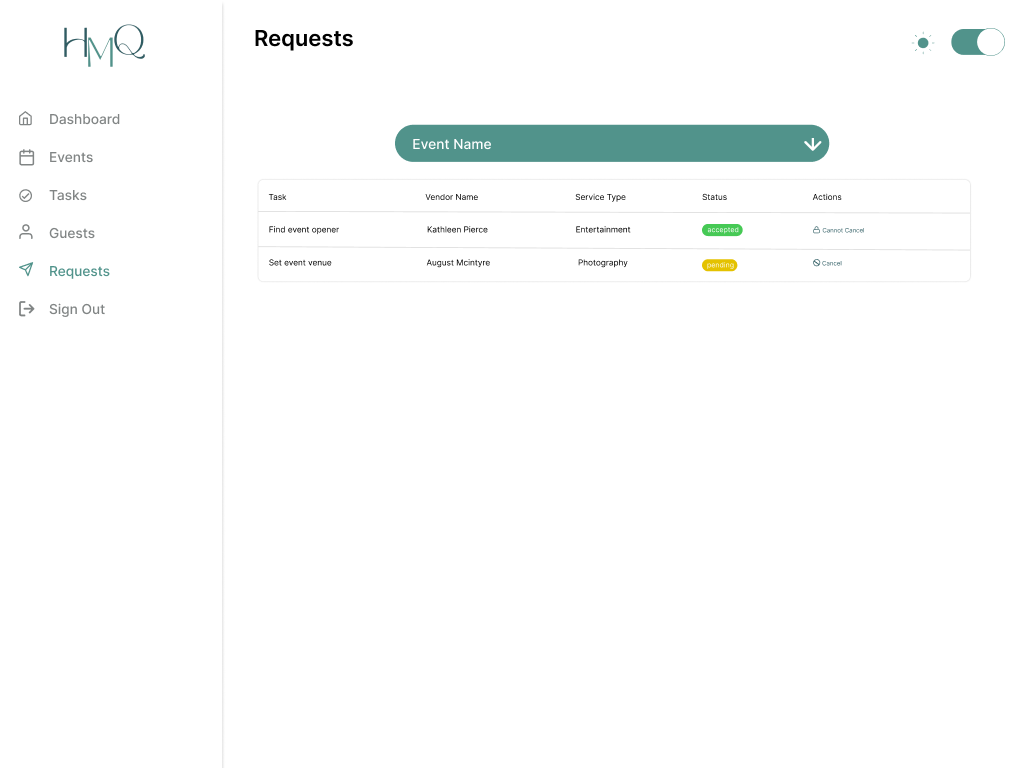 HMQ
Requests
Dashboard
Events
Tasks
Guests
Requests
Sign Out
Event Name
Task Vendor Name Service Type Status Actions
Find event opener Kathleen Pierce Entertainment accepted Cannot Cancel
Set event venue August Mcintyre Photography pending Cancel